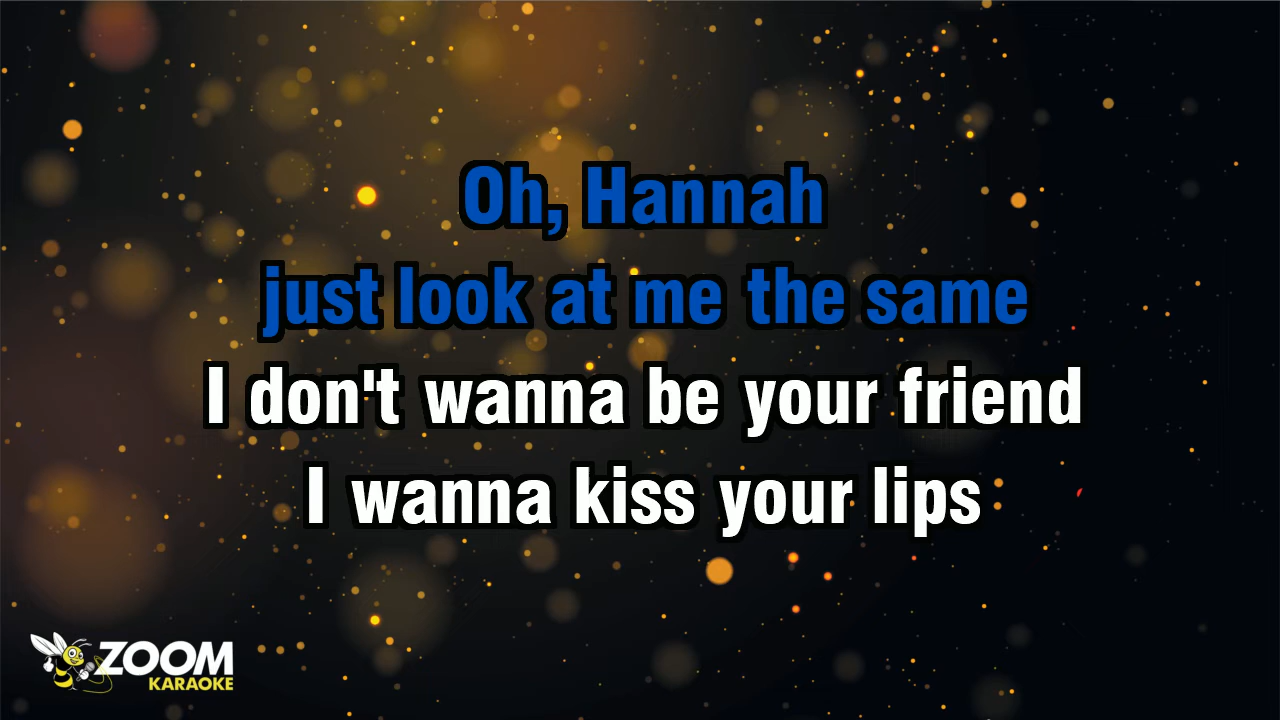 Oh, Hannah
just look at me the same
I don't wanna be your friend
I wanna kiss your lips
ZOOM
KARAOKE